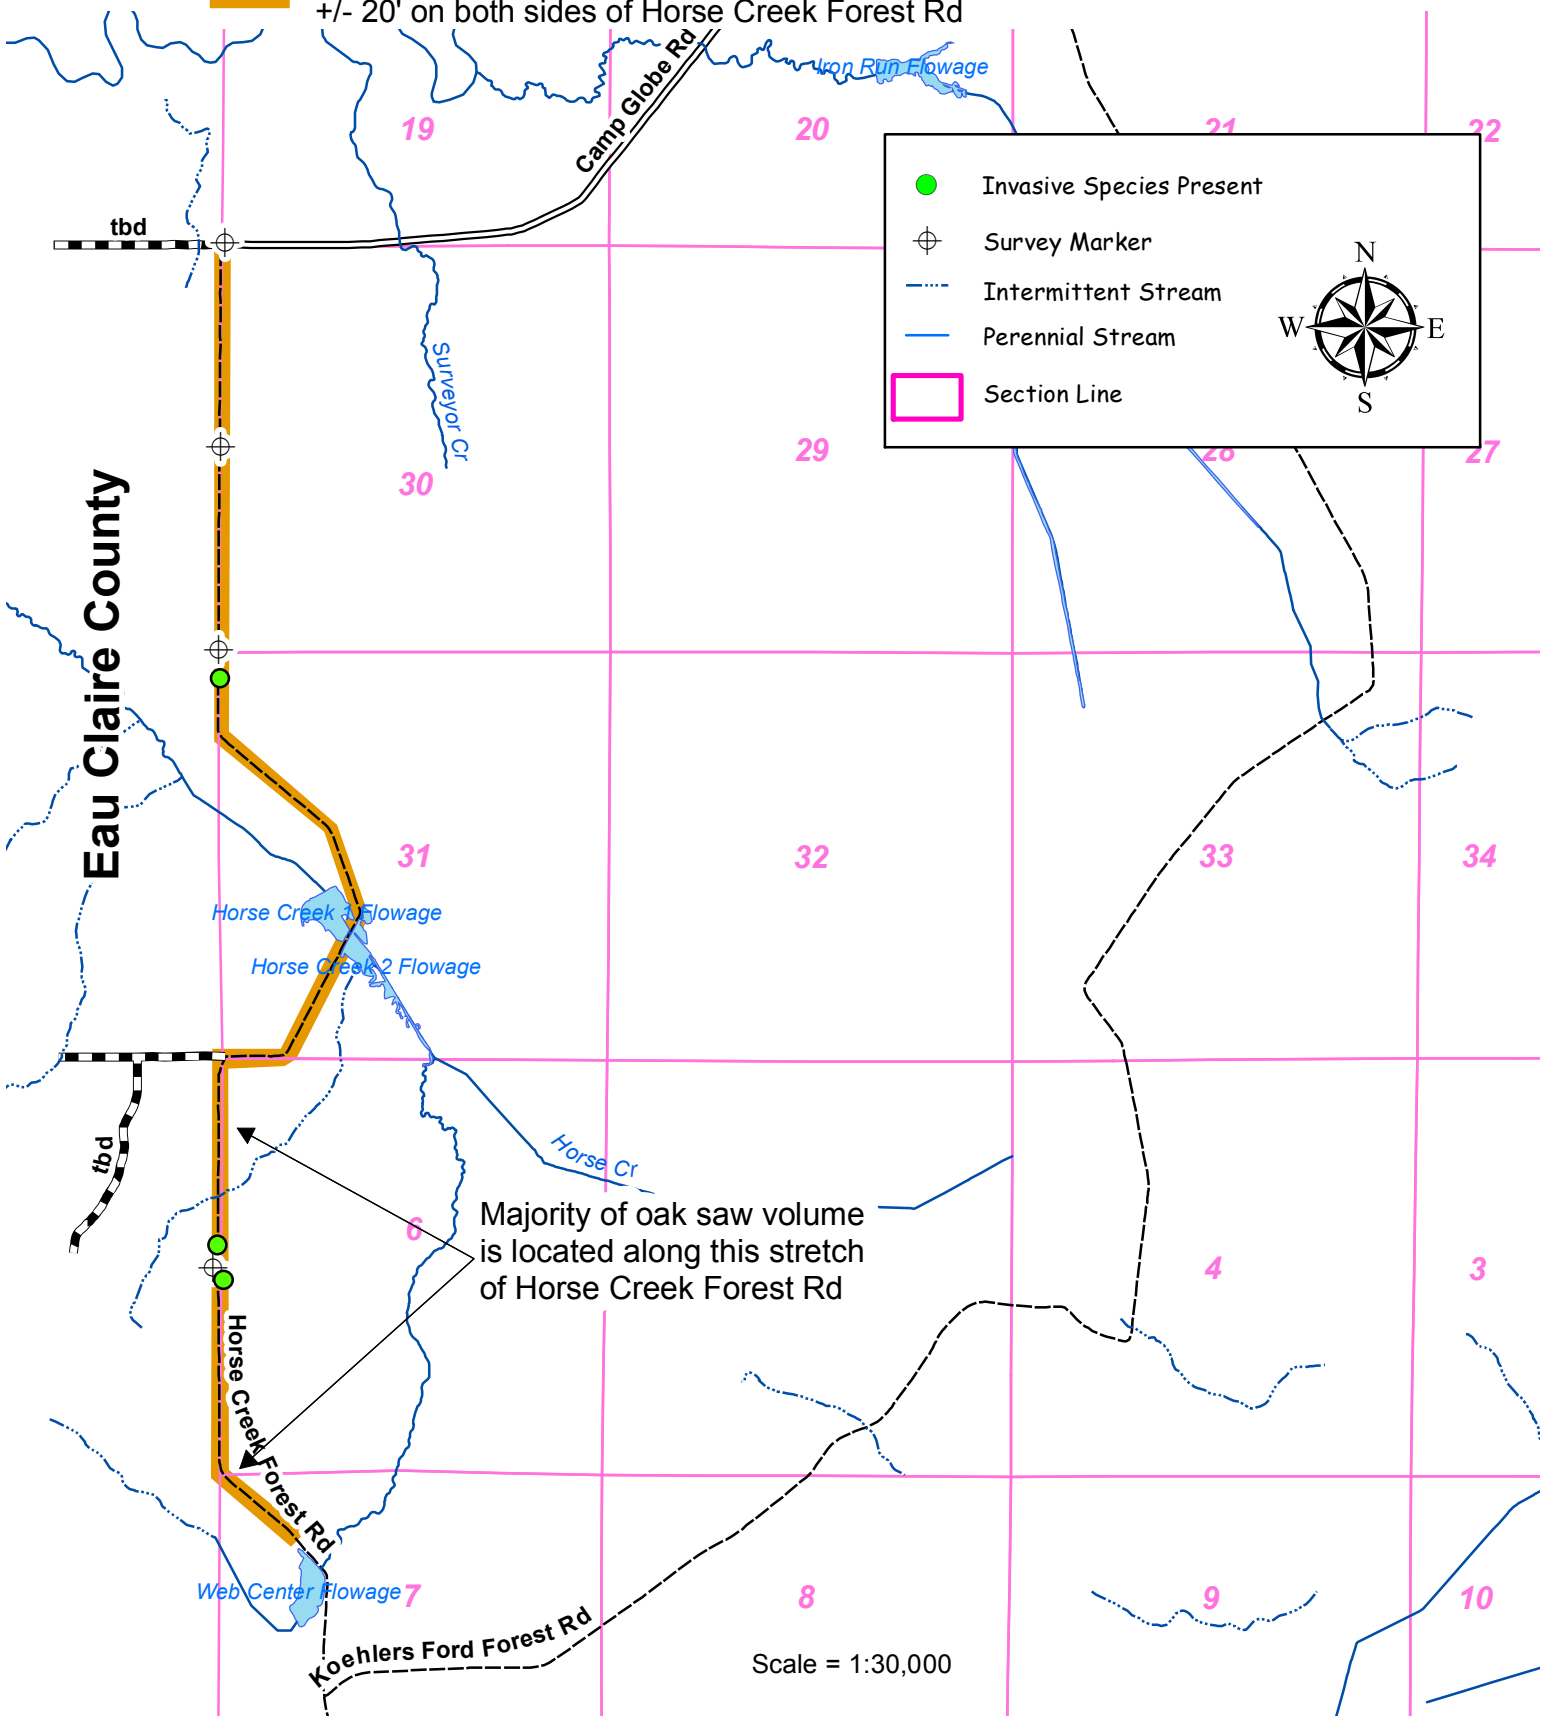 +/- 20' on both sides of Horse Creek Forest Rd
Camp Globe Rd
Iron Run Flowage
19
20
21
22
Invasive Species Present
Survey Marker
Intermittent Stream
Perennial Stream
Section Line
N
W
E
S
tbd
Surveyor Cr
30
29
28
27
Eau Claire County
31
32
33
34
Horse Creek 1 Flowage
Horse Creek 2 Flowage
tbd
Horse Cr
6
Majority of oak saw volume
is located along this stretch
of Horse Creek Forest Rd
4
3
Horse Creek Forest Rd
Web Center Flowage
7
8
9
10
Koehlers Ford Forest Rd
Scale = 1:30,000